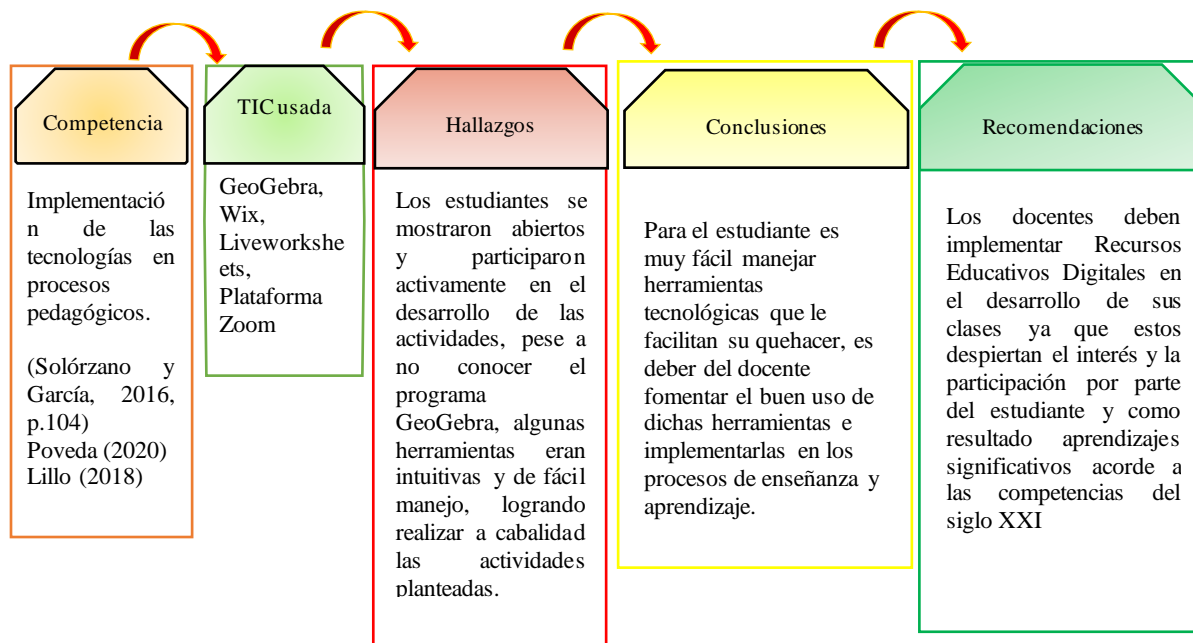 Competencia
Implementació
n de las
tecnologías en
procesos
pedagógicos.
(Solórzano y
García, 2016,
p.104)
Poveda (2020)
Lillo (2018)
TIC usada
GeoGebra,
Wix,
Liveworkshe
ets,
Plataforma
Zoom
Hallazgos
Los estudiantes se
mostraron abiertos
y participaron
activamente en el
desarrollo de las
actividades, pese a
no conocer el
programa
GeoGebra, algunas
herramientas eran
intuitivas y de fácil
manejo, logrando
realizar a cabalidad
las actividades
planteadas.
Conclusiones
Para el estudiante es
muy fácil manejar
herramientas
tecnológicas que le
facilitan su quehacer, es
deber del docente
fomentar el buen uso de
dichas herramientas e
implementarlas en los
procesos de enseñanza y
aprendizaje.
Recomendaciones
Los docentes deben
implementar Recursos
Educativos Digitales en
el desarrollo de sus
clases ya que estos
despiertan el interés y la
participación por parte
del estudiante y como
resultado aprendizajes
significativos acorde a
las competencias del
siglo XXI